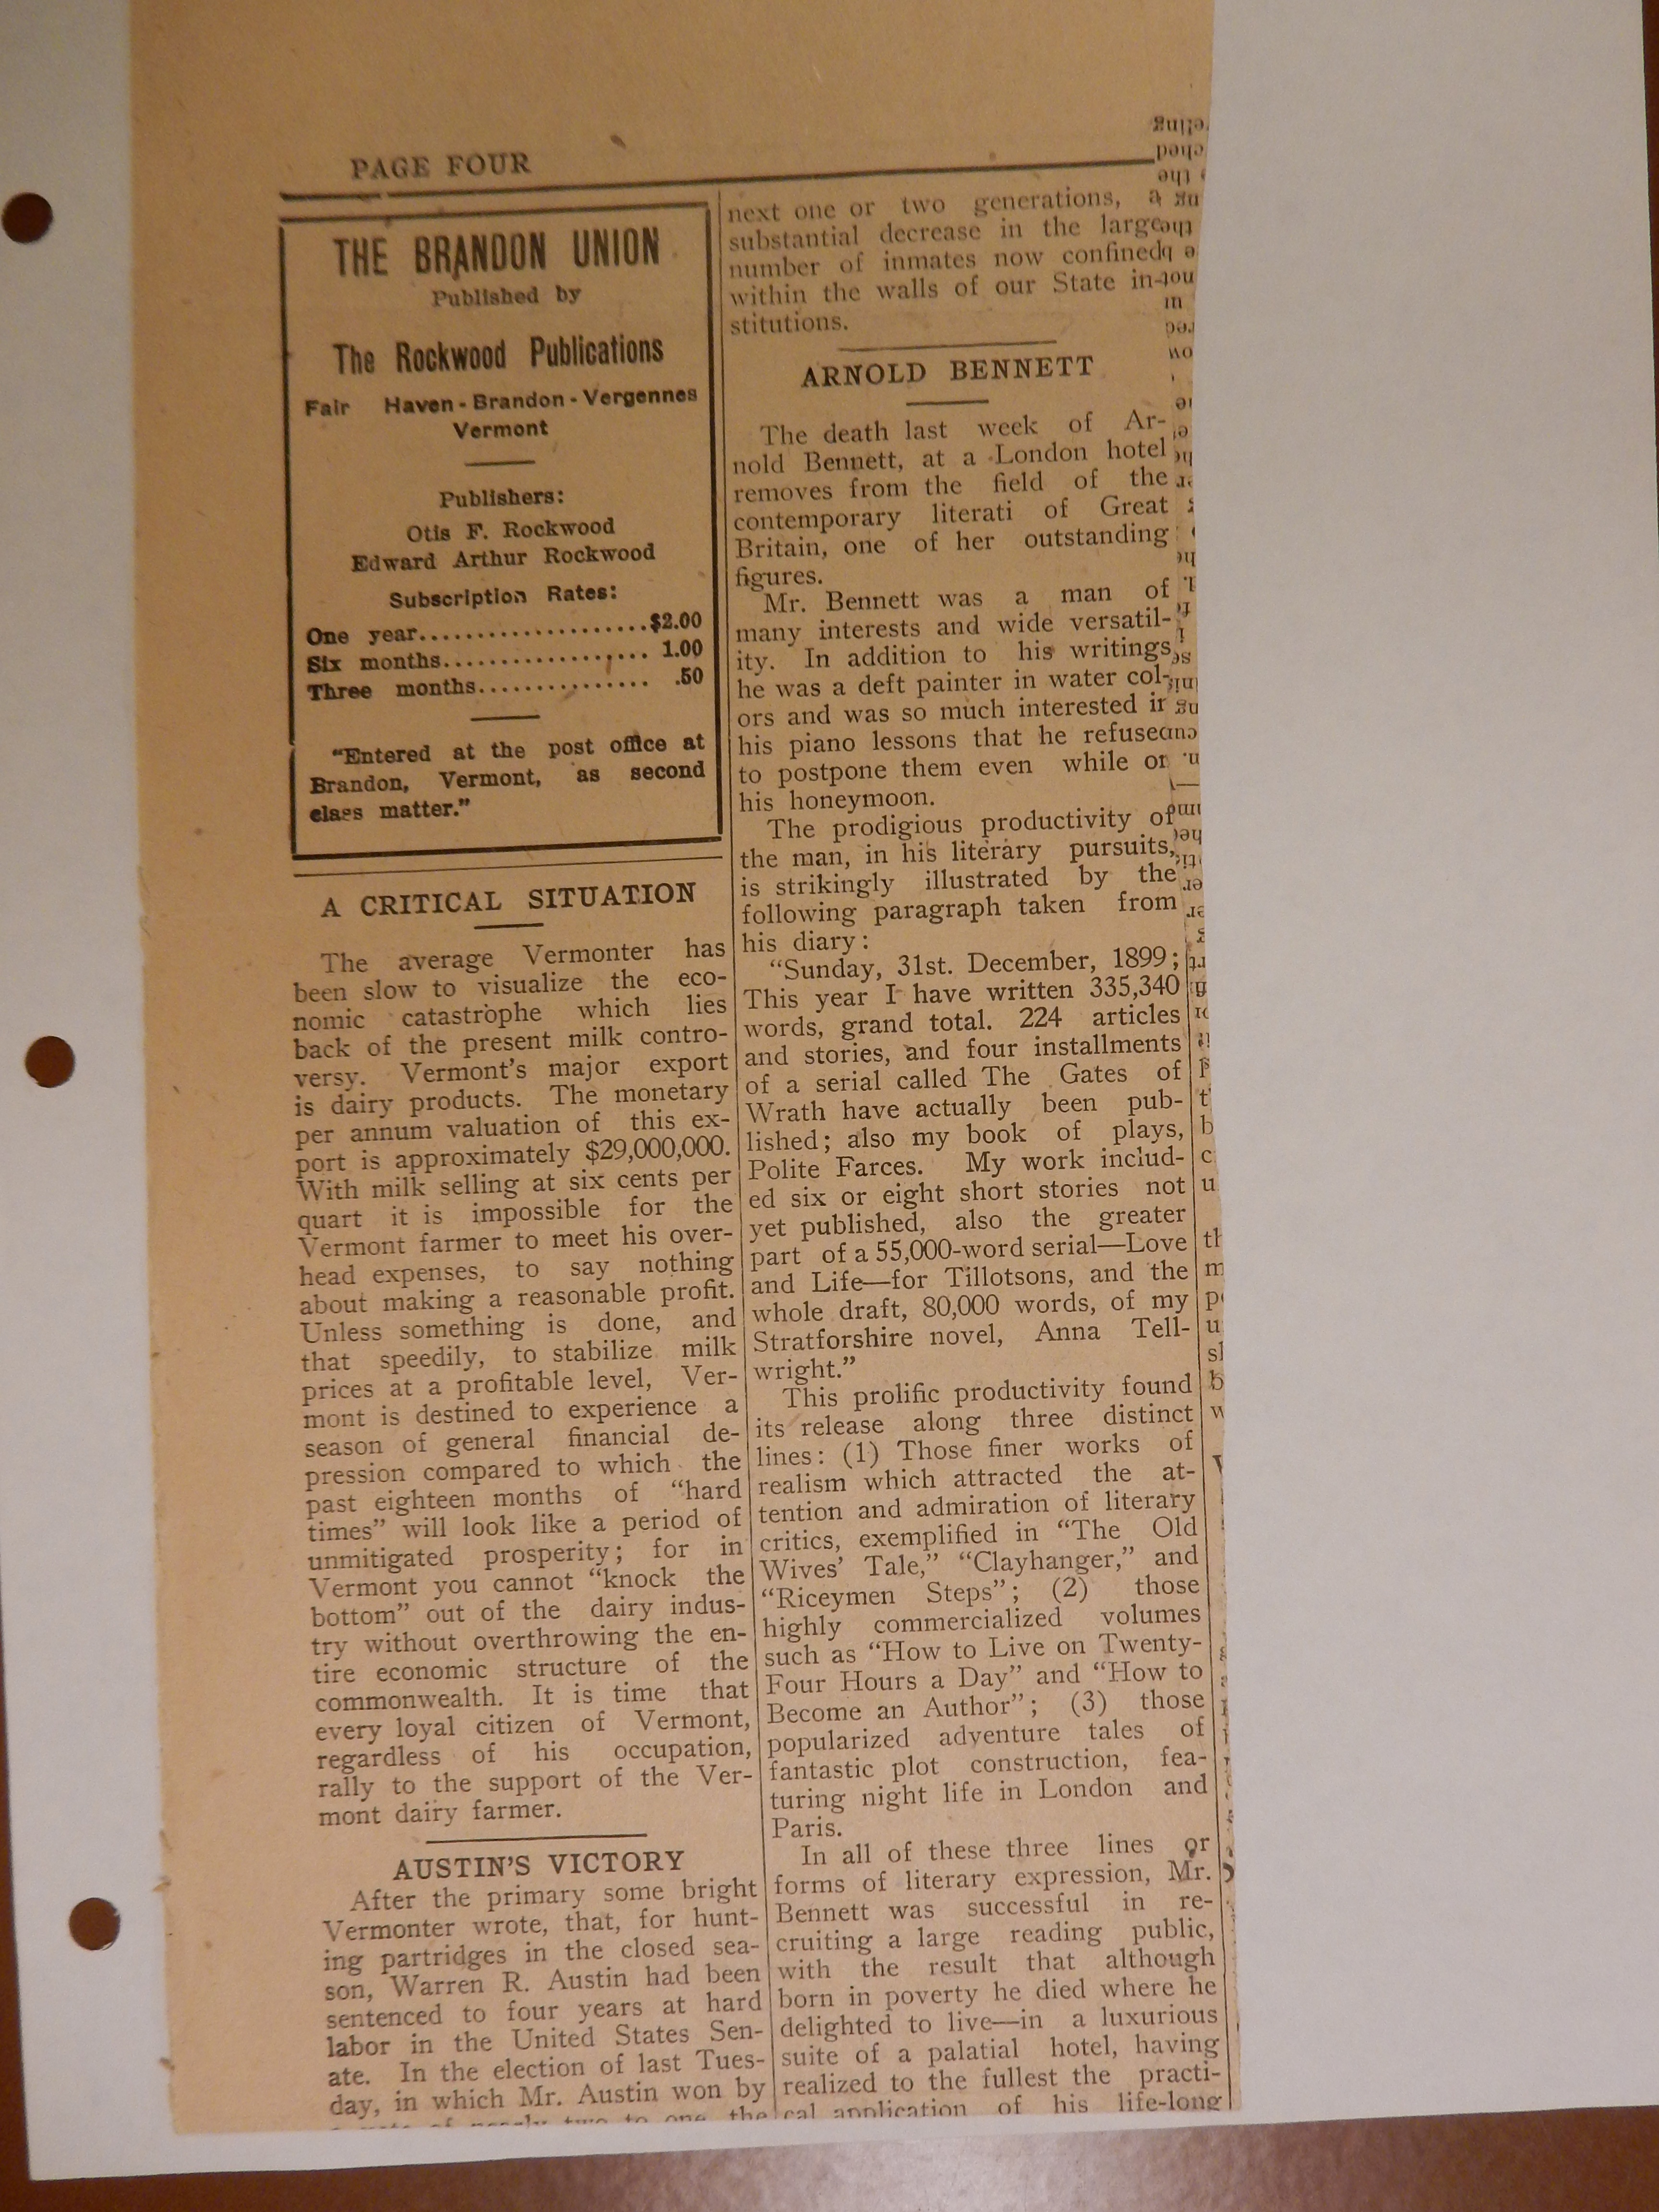 PAGE FOUR
THE BRANDON UNION
Published by
The Rockwood Publications
Fair Haven - Brandon - Vergennes
Vermont
Publishers:
Otis F. Rockwood
Edward Arthur Rockwood
Subscription Rates:
One year....................$2.00
Six months.................. 1.00
Three months............... .50
"Entered at the post office at
Brandon, Vermont, as second
class matter."
A CRITICAL SITUATION
The average Vermonter has
been slow to visualize the eco-
nomic catastrophe which lies
back of the present milk contro-
versy. Vermont's major export
is dairy products. The monetary
per annum valuation of this ex-
port is approximately $29,000,000.
With milk selling at six cents per
quart it is impossible for the
Vermont farmer to meet his over-
head expenses, to say nothing
about making a reasonable profit.
Unless something is done, and
that speedily, to stabilize milk
prices at a profitable level, Ver-
mont is destined to experience a
season of general financial de-
pression compared to which the
past eighteen months of "hard
times" will look like a period of
unmitigated prosperity; for in
Vermont you cannot "knock the
bottom" out of the dairy indus-
try without overthrowing the en-
tire economic structure of the
commonwealth. It is time that
every loyal citizen of Vermont,
regardless of his occupation,
rally to the support of the Ver-
mont dairy farmer.
AUSTIN'S VICTORY
After the primary some bright
Vermonter wrote, that, for hunt-
ing partridges in the closed sea-
son, Warren R. Austin had been
sentenced to four years at hard
labor in the United States Sen-
ate. In the election of last Tues-
day, in which Mr. Austin won by
of nearly two to one, the
next one or two generations, a
substantial decrease in the large
number of inmates now confined
within the walls of our State in-
stitutions.
ARNOLD BENNETT
The death last week of Ar-
nold Bennett, at a London hotel
removes from the field of the
contemporary literati of Great
Britain, one of her outstanding
figures.
Mr. Bennett was a man of
many interests and wide versatil-
ity. In addition to his writings
he was a deft painter in water col-
ors and was so much interested in
his piano lessons that he refused
to postpone them even while on
his honeymoon.
The prodigious productivity of
the man, in his literary pursuits,
is strikingly illustrated by the
following paragraph taken from
his diary:
"Sunday, 31st. December, 1899;
This year I have written 335,340
words, grand total. 224 articles
and stories, and four installments
of a serial called The Gates of
Wrath have actually been pub-
lished; also my book of plays,
Polite Farces. My work includ-
ed six or eight short stories not
yet published, also the greater
part of a 55,000-word serial—Love
and Life—for Tillotsons, and the
whole draft, 80,000 words, of my
Stratforshire novel, Anna Tell-
wright."
This prolific productivity found
its release along three distinct
lines: (1) Those finer works of
realism which attracted the at-
tention and admiration of literary
critics, exemplified in "The Old
Wives' Tale," "Clayhanger," and
"Riceymen Steps"; (2) those
highly commercialized volumes
such as "How to Live on Twenty-
Four Hours a Day" and "How to
Become an Author"; (3) those
popularized adventure tales of
fantastic plot construction, fea-
turing night life in London and
Paris.
In all of these three lines or
forms of literary expression, Mr.
Bennett was successful in re-
cruiting a large reading public,
with the result that although
born in poverty he died where he
delighted to live—in a luxurious
suite of a palatial hotel, having
realized to the fullest the practi-
cal application of his life-long